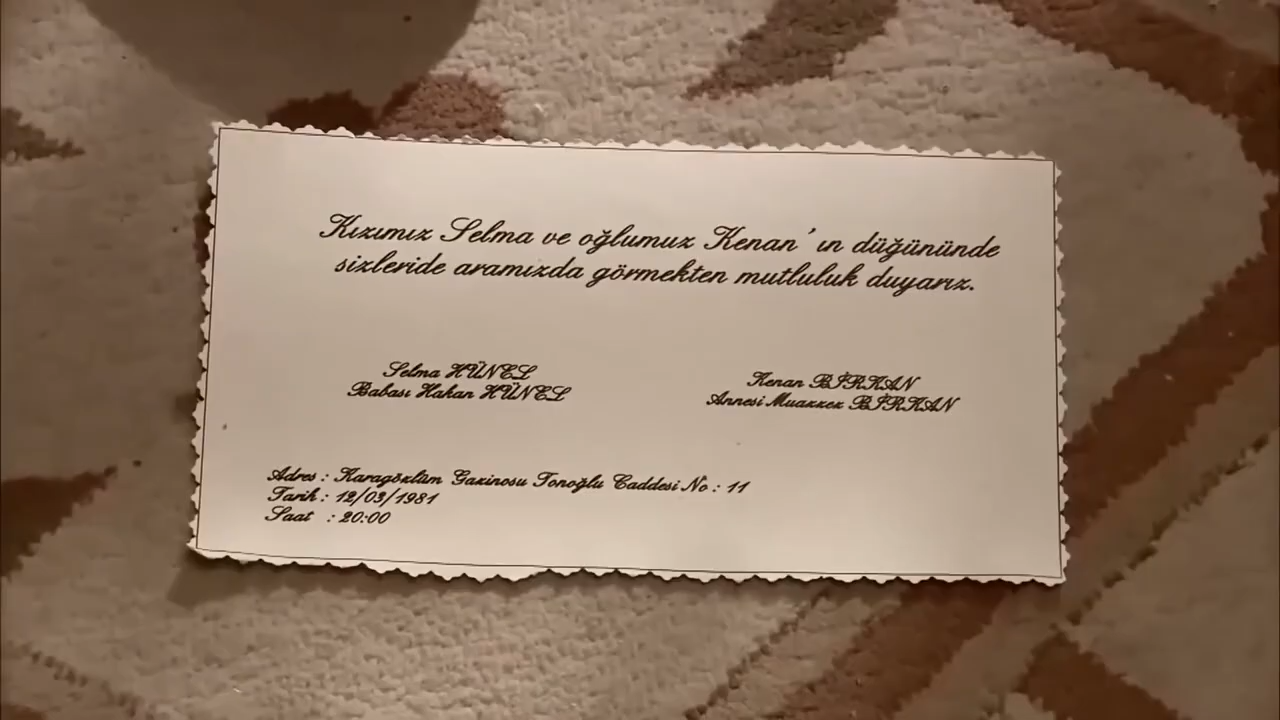 Kızımız Selma ve oğlumuz Kenan'ın düğününde
sizleride aramızda görmekten mutluluk duyarız.
Selma HÜNEL
Babası Hakan HÜNEL
Kenan BİRKAN
Annesi Muazzez BİRKAN
Adres : Karagözlüm Gazinosu Tonoğlu Caddesi No : 11
Tarih : 12/03/1981
Saat : 20:00